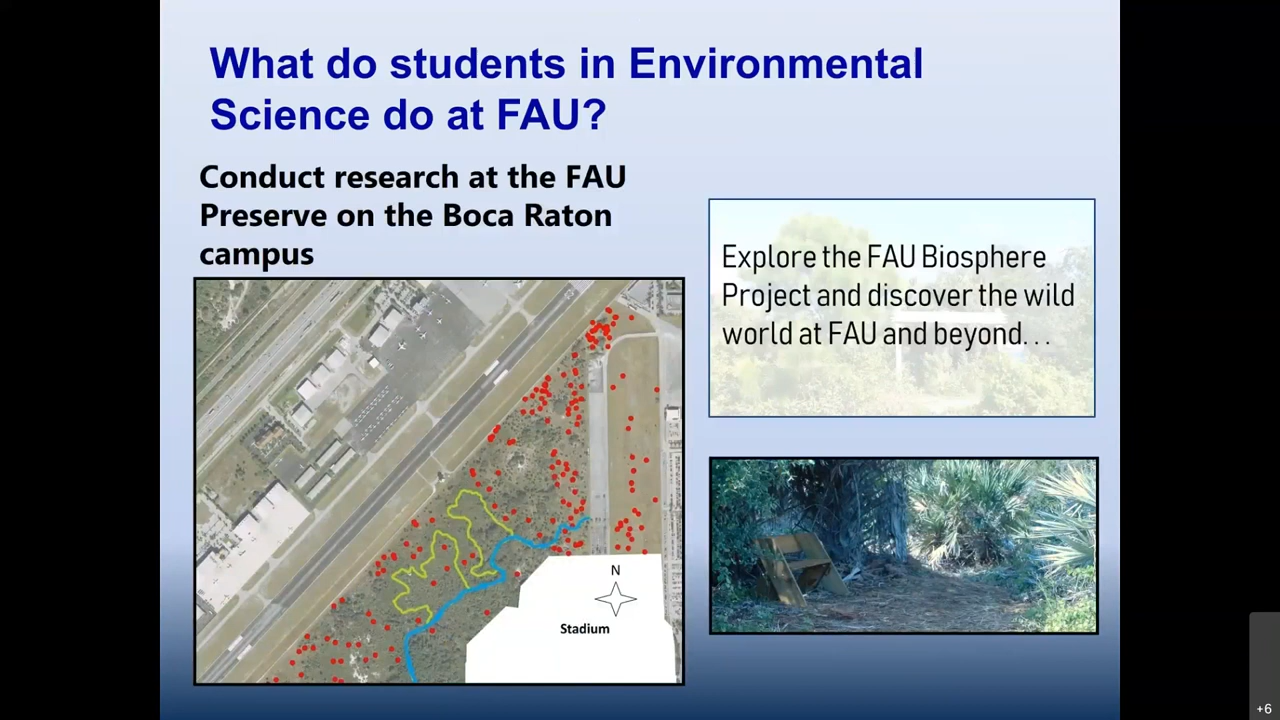 What do students in Environmental
Science do at FAU?
Conduct research at the FAU
Preserve on the Boca Raton
campus
Explore the FAU Biosphere
Project and discover the wild
world at FAU and beyond...
N
Stadium
+6